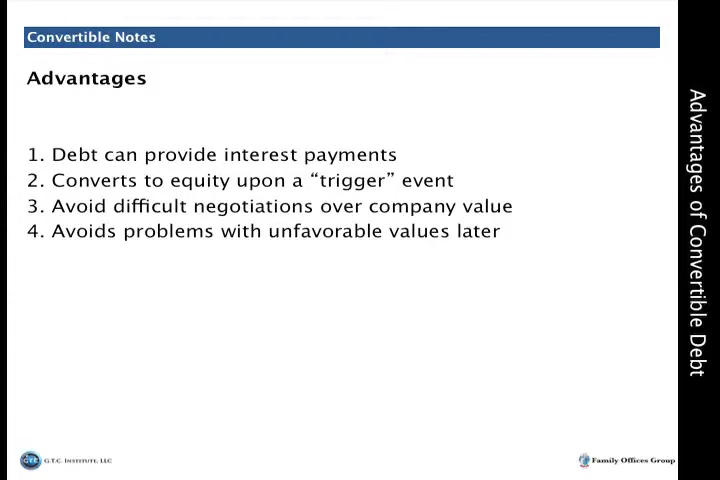 Convertible Notes
Advantages
1. Debt can provide interest payments
2. Converts to equity upon a “trigger” event
3. Avoid difficult negotiations over company value
4. Avoids problems with unfavorable values later
Advantages of Convertible Debt
GTC
G.T.C. Institute, LLC
Family Offices Group